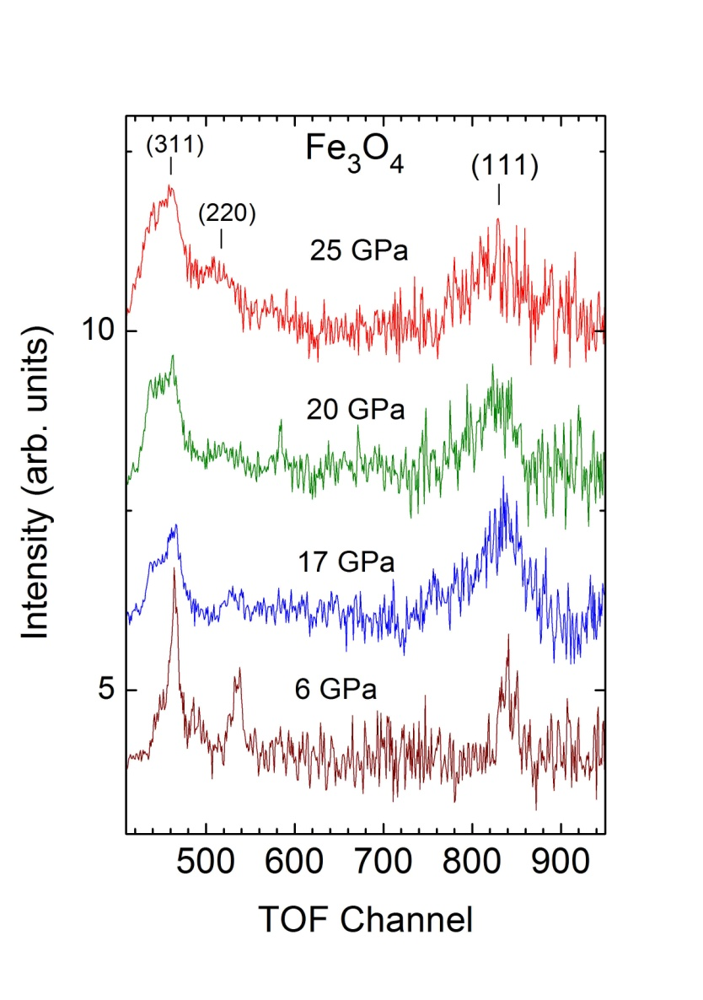 Fe₃O₄
(311)
(111)
(220)
25 GPa
10
20 GPa
17 GPa
5
6 GPa
500 600 700 800 900
TOF Channel
Intensity (arb. units)